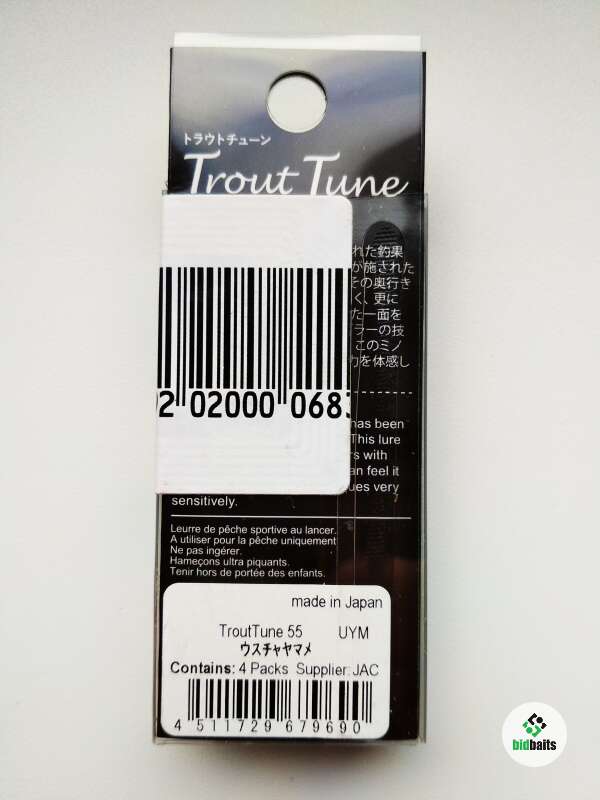 トラウトチューン
Trout Tune
れた釣果
が施された
その奥行き
く、更に
た一面を
ラーの技
このミノ
力を体感し
02000 068
has been
This lure
with
an feel it
very
sensitively.
Leurre de pêche sportive au lancer.
A utiliser pour la pêche uniquement
Ne pas ingérer.
Hameçons ultra piquants.
Tenir hors de portée des enfants.
made in Japan
TroutTune 55 UYM
ウスチャヤマメ
Contains: 4 Packs Supplier: JAC
4 511729 679690
bidbaits